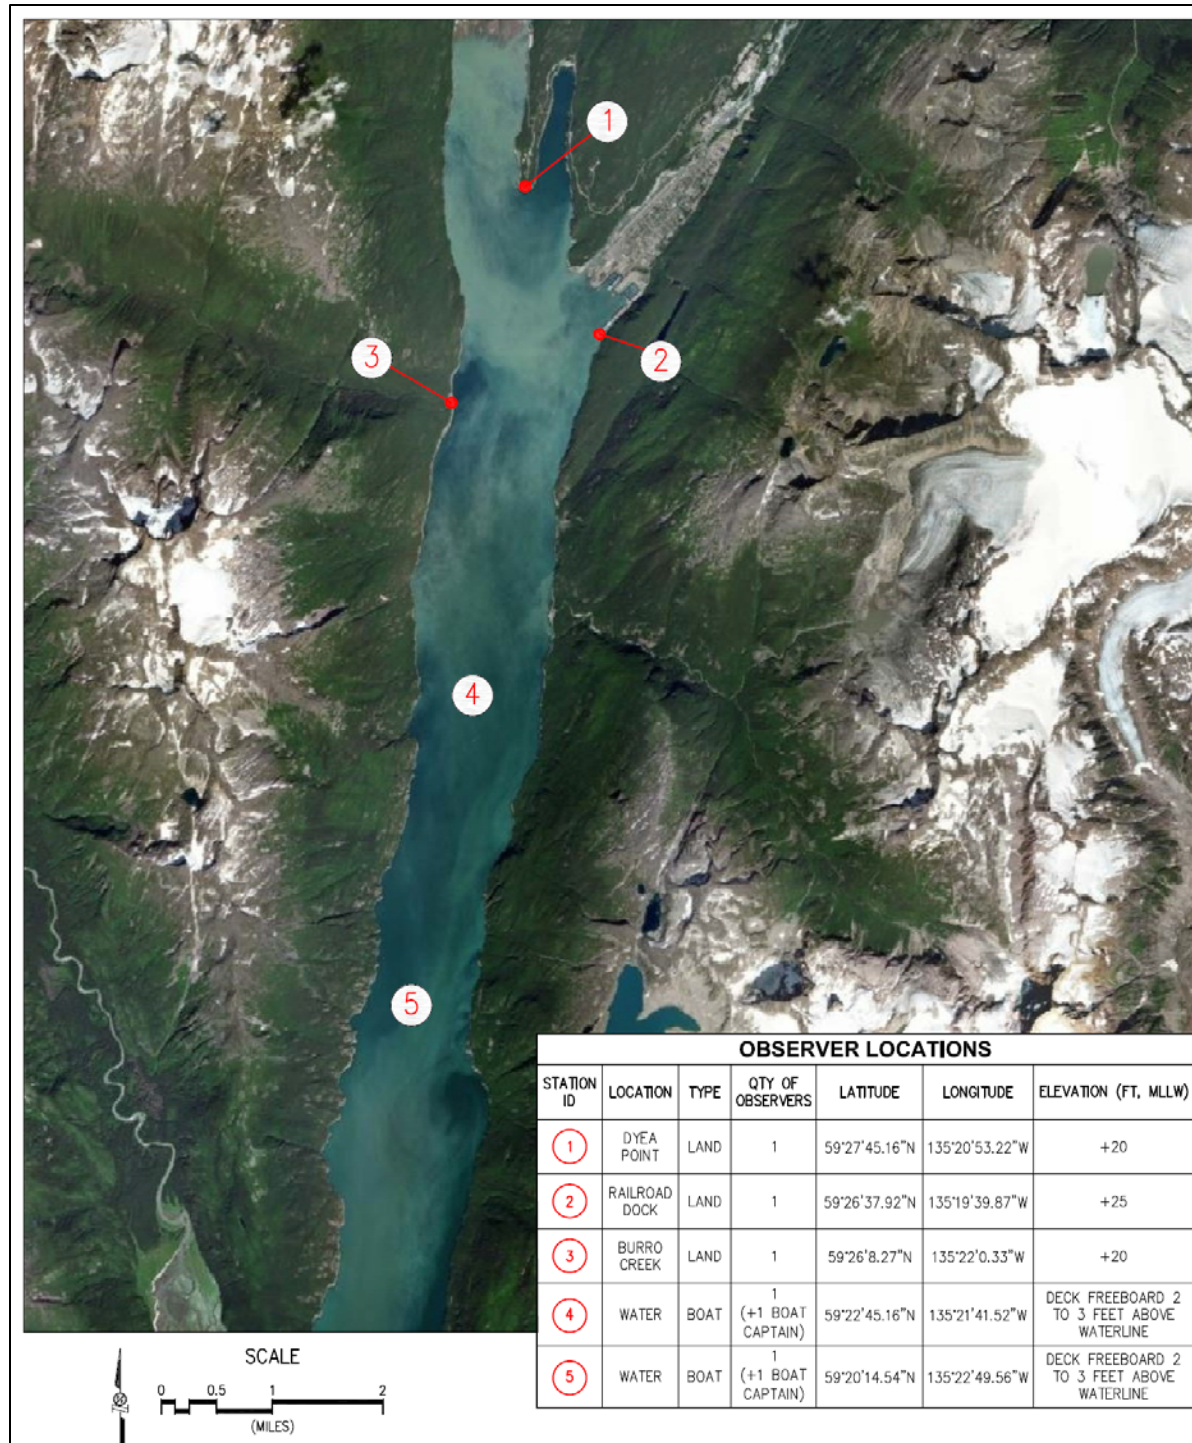 1
2
3
4
5
OBSERVER LOCATIONS
STATION ID LOCATION TYPE QTY OF OBSERVERS LATITUDE LONGITUDE ELEVATION (FT, MLLW)
1 DYEA POINT LAND 1 59°27'45.16"N 135°20'53.22"W +20
2 RAILROAD DOCK LAND 1 59°26'37.92"N 135°19'39.87"W +25
3 BURRO CREEK LAND 1 59°26'8.27"N 135°22'0.33"W +20
4 WATER BOAT 1 (+1 BOAT CAPTAIN) 59°22'45.16"N 135°21'41.52"W DECK FREEBOARD 2 TO 3 FEET ABOVE WATERLINE
5 WATER BOAT 1 (+1 BOAT CAPTAIN) 59°20'14.54"N 135°22'49.56"W DECK FREEBOARD 2 TO 3 FEET ABOVE WATERLINE
SCALE
0 0.5 1 2
(MILES)